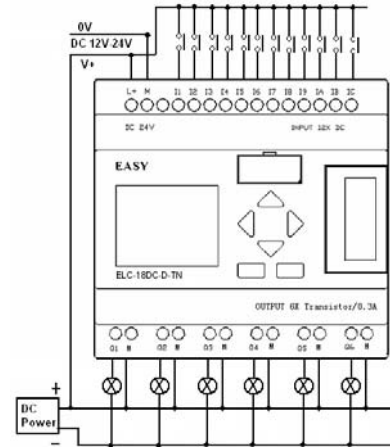 0V
DC 12V-24V
V+
L+ M I1 I2 I3 I4 I5 I6 I7 I8 I9 IA IB IC
DC 24V INPUT 12X DC
EASY
ELC-18DC-D-TN
OUTPUT 6X Transistor/0.3A
Q1 M Q2 M Q3 M Q4 M Q5 M Q6 M
+
DC
Power
−